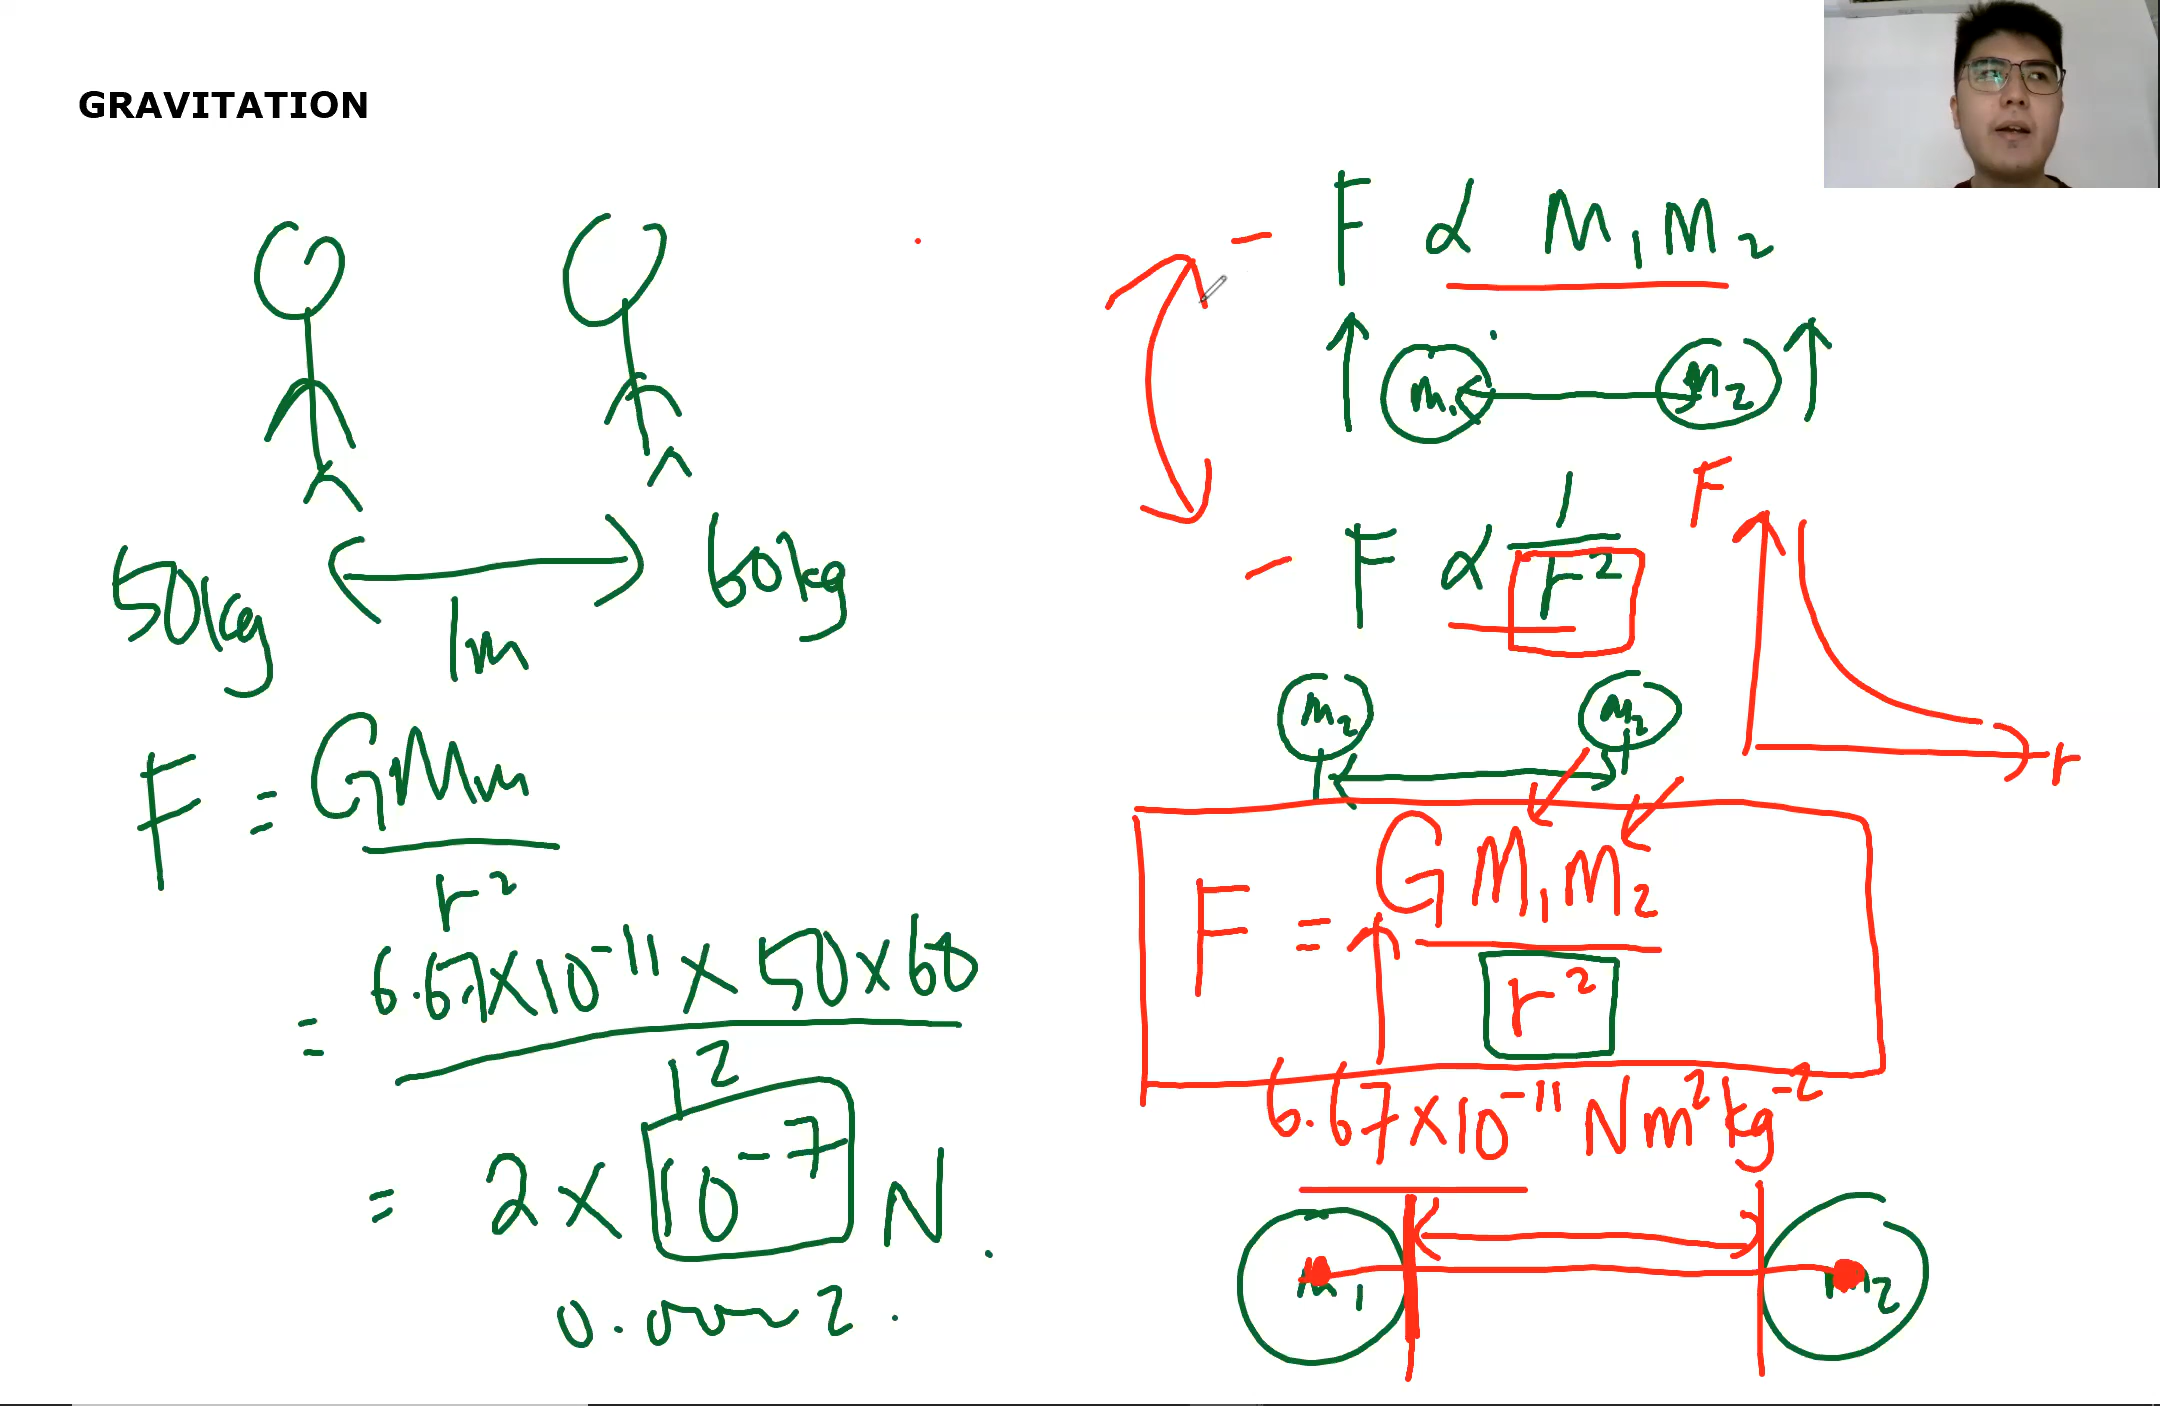 GRAVITATION
50kg
1m
60kg
F = GMm
r²
= 6.67×10⁻¹¹ × 50×60
1²
= 2 × 10⁻⁷ N.
F ∝ M₁M₂
m₁
m₂
F ∝ 1
r²
F
r
m₂
m₂
F = GM₁M₂
r²
6.67×10⁻¹¹ Nm²kg⁻²
m₁
m₂